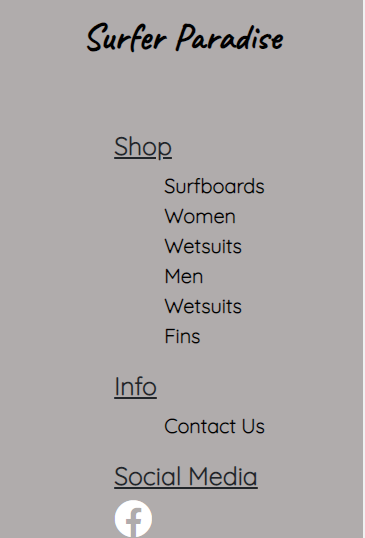 Surfer Paradise
Shop
Surfboards
Women
Wetsuits
Men
Wetsuits
Fins
Info
Contact Us
Social Media